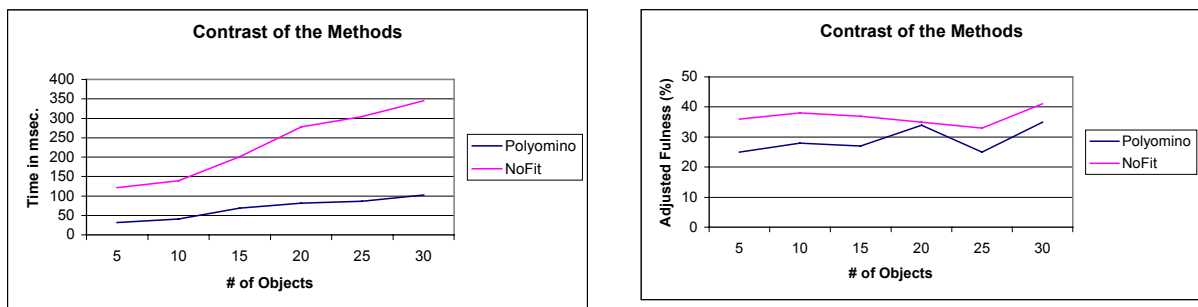 Contrast of the Methods
Time in msec.
400
350
300
250
200
150
100
50
0
5 10 15 20 25 30
# of Objects
Polyomino
NoFit
Contrast of the Methods
Adjusted Fulness (%)
50
40
30
20
10
0
5 10 15 20 25 30
# of Objects
Polyomino
NoFit